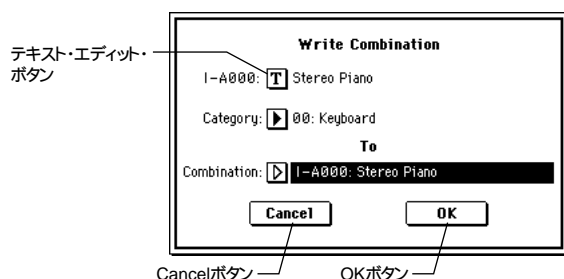 Write Combination
テキスト・エディット・
ボタン
I-A000: T Stereo Piano
Category: 00: Keyboard
To
Combination: I-A000: Stereo Piano
Cancel OK
Cancelボタン OKボタン